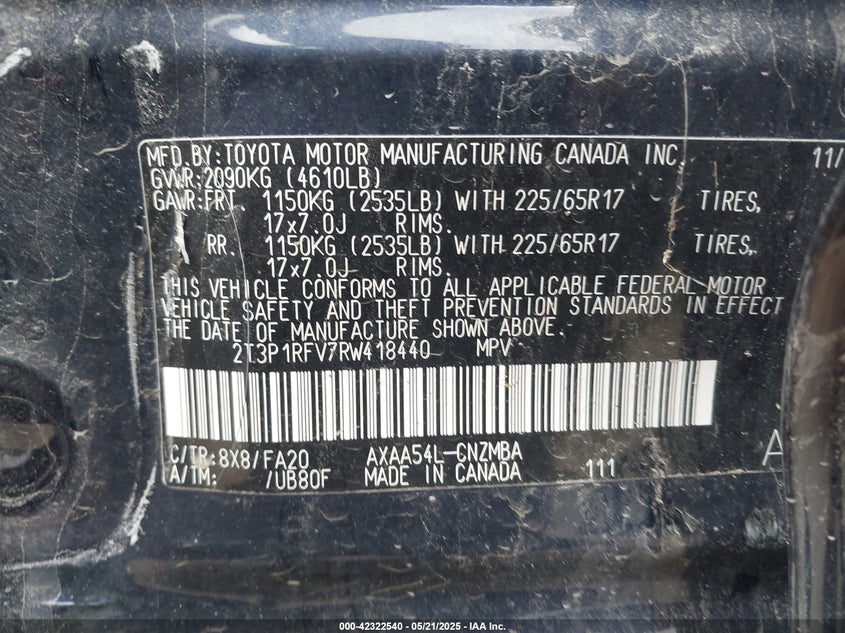 MFD.BY:TOYOTA MOTOR MANUFACTURING CANADA INC. 11/
GVWR:2090KG (4610LB)
GAWR:FRT. 1150KG (2535LB) WITH 225/65R17 TIRES,
17x7.0J RIMS.
RR. 1150KG (2535LB) WITH 225/65R17 TIRES,
17x7.0J RIMS.
THIS VEHICLE CONFORMS TO ALL APPLICABLE FEDERAL MOTOR
VEHICLE SAFETY AND THEFT PREVENTION STANDARDS IN EFFECT
THE DATE OF MANUFACTURE SHOWN ABOVE.
2T3P1RFV7RW418440 MPV
C/TR:8X8/FA20 AXAA54L-CNZMBA A
A/TM: /UB80F MADE IN CANADA 111
000-42322540 - 05/21/2025 - IAA Inc.